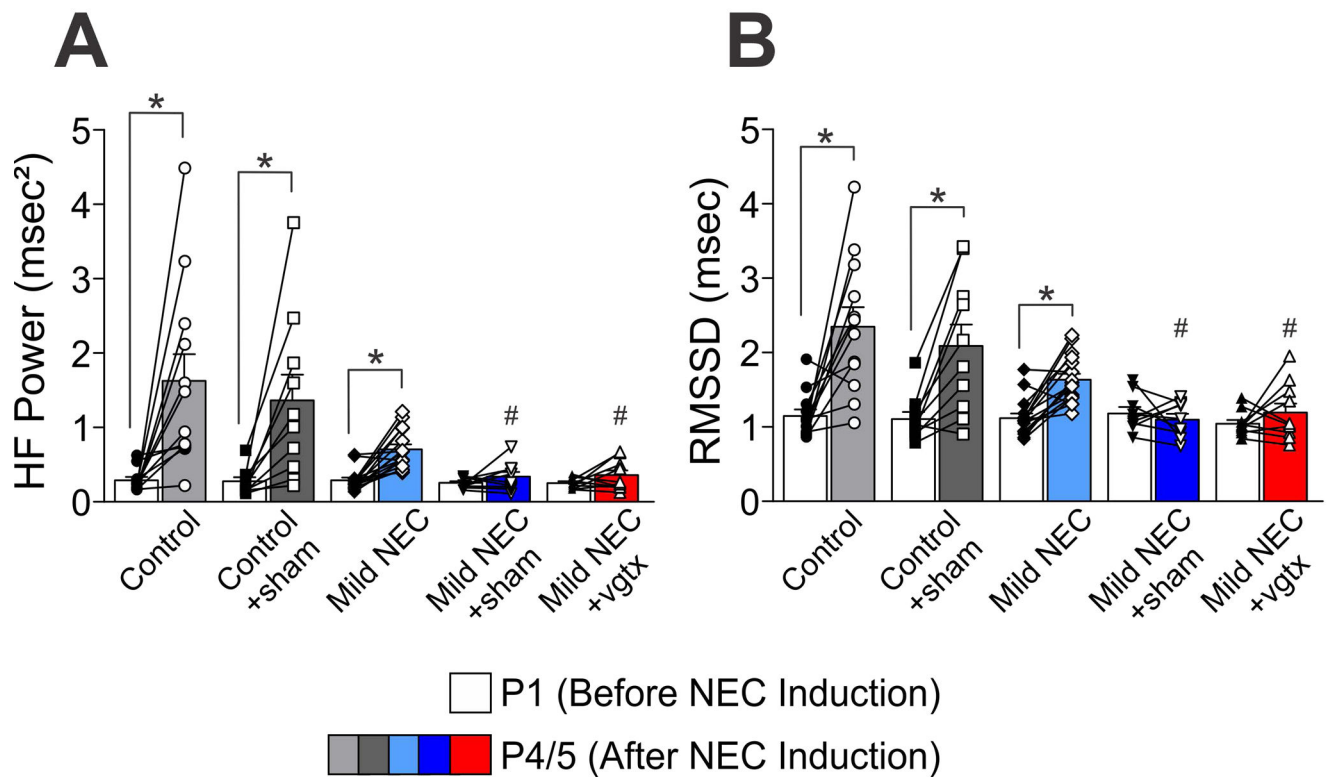 A
HF Power (msec²)
5
4
3
2
1
0
*
*
*
#
#
Control
Control
+sham
Mild NEC
Mild NEC
+sham
Mild NEC
+vgtx
B
RMSSD (msec)
5
4
3
2
1
0
*
*
*
#
#
Control
Control
+sham
Mild NEC
Mild NEC
+sham
Mild NEC
+vgtx
P1 (Before NEC Induction)
P4/5 (After NEC Induction)